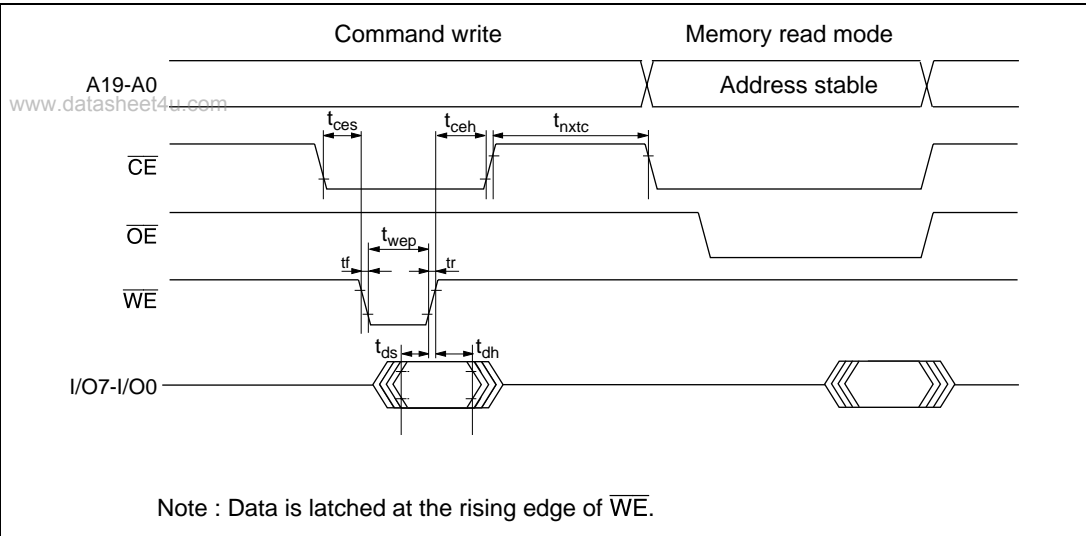 Command write Memory read mode
A19-A0 Address stable
www.datasheet4u.com
tces tceh tnxtc
CE
OE
twep
tf tr
WE
tds tdh
I/O7-I/O0
Note : Data is latched at the rising edge of WE.